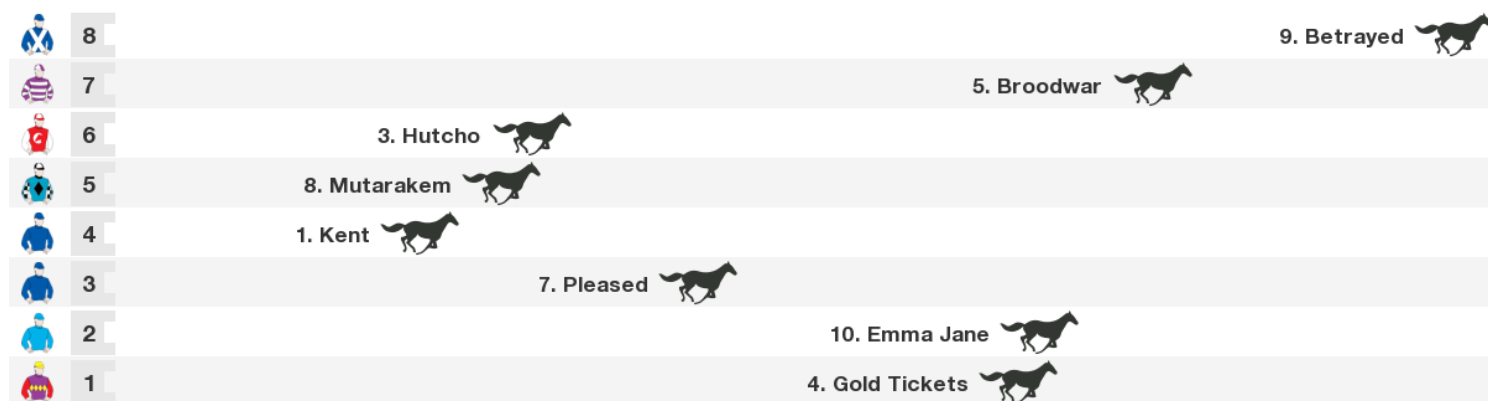 8 9. Betrayed
7 5. Broodwar
6 3. Hutcho
5 8. Mutarakem
4 1. Kent
3 7. Pleased
2 10. Emma Jane
1 4. Gold Tickets